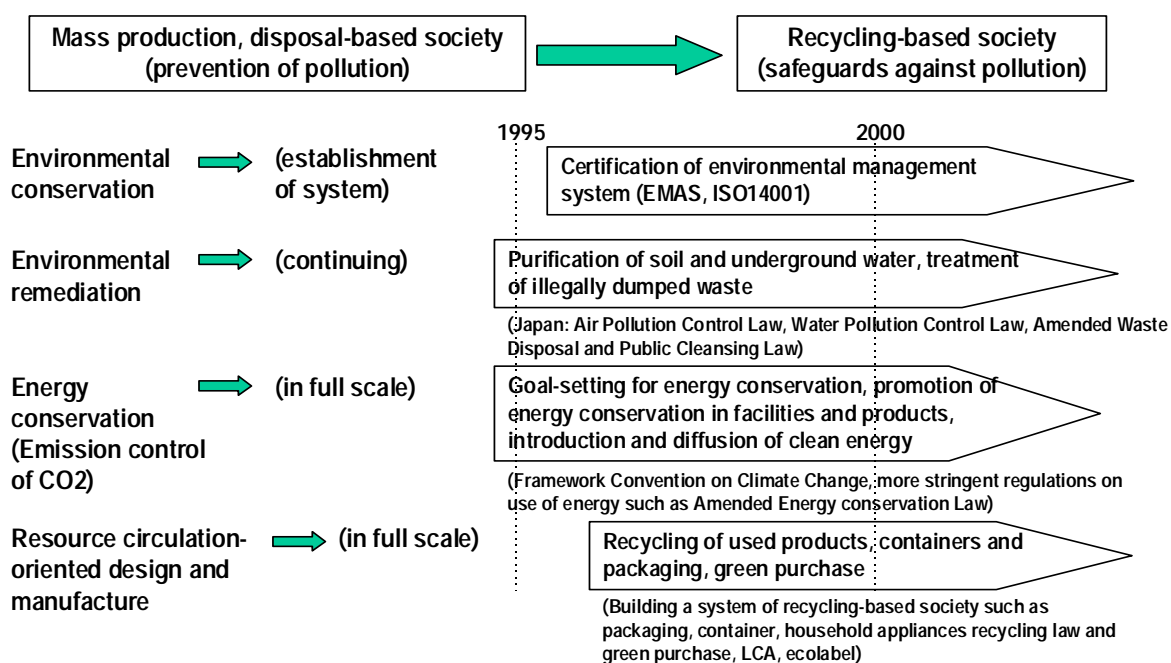 Mass production, disposal-based society
(prevention of pollution)
Recycling-based society
(safeguards against pollution)
1995
2000
Environmental
conservation
(establishment
of system)
Certification of environmental management
system (EMAS, ISO14001)
Environmental
remediation
(continuing)
Purification of soil and underground water, treatment
of illegally dumped waste
(Japan: Air Pollution Control Law, Water Pollution Control Law, Amended Waste
Disposal and Public Cleansing Law)
Energy
conservation
(Emission control
of CO2)
(in full scale)
Goal-setting for energy conservation, promotion of
energy conservation in facilities and products,
introduction and diffusion of clean energy
(Framework Convention on Climate Change, more stringent regulations on
use of energy such as Amended Energy conservation Law)
Resource circulation-
oriented design and
manufacture
(in full scale)
Recycling of used products, containers and
packaging, green purchase
(Building a system of recycling-based society such as
packaging, container, household appliances recycling law and
green purchase, LCA, ecolabel)